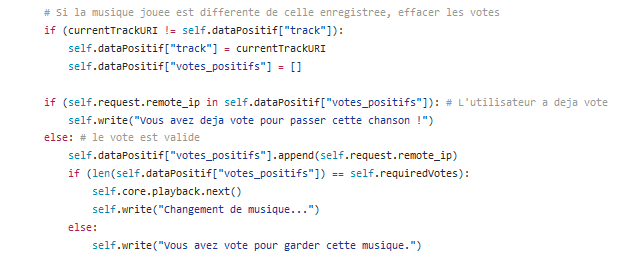 # Si la musique jouee est differente de celle enregistree, effacer les votes
if (currentTrackURI != self.dataPositif["track"]):
self.dataPositif["track"] = currentTrackURI
self.dataPositif["votes_positifs"] = []
if (self.request.remote_ip in self.dataPositif["votes_positifs"]): # L'utilisateur a deja vote
self.write("Vous avez deja vote pour passer cette chanson !")
else: # le vote est valide
self.dataPositif["votes_positifs"].append(self.request.remote_ip)
if (len(self.dataPositif["votes_positifs"]) == self.requiredVotes):
self.core.playback.next()
self.write("Changement de musique...")
else:
self.write("Vous avez vote pour garder cette musique.")